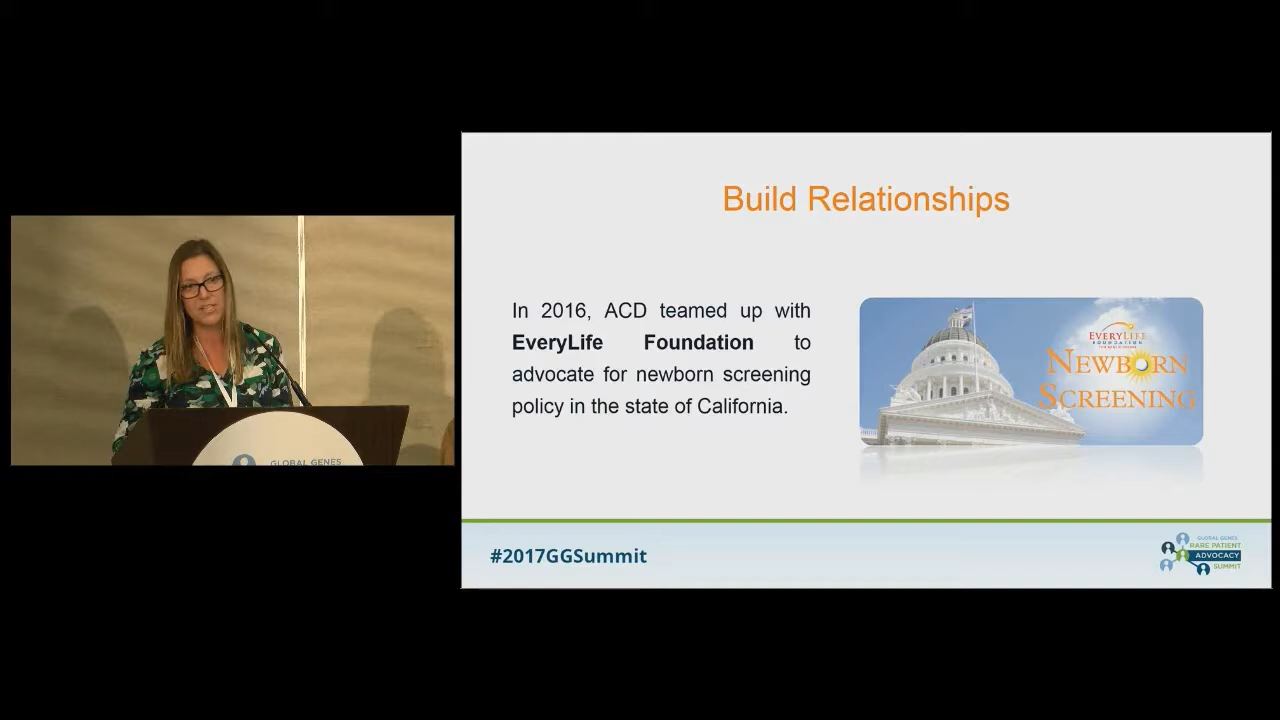 Build Relationships
In 2016, ACD teamed up with
EveryLife Foundation to
advocate for newborn screening
policy in the state of California.
EVERYLIFE
FOUNDATION
NEWBORN
SCREENING
GLOBAL GENES
#2017GGSummit
GLOBAL GENES
RARE PATIENT
ADVOCACY
SUMMIT